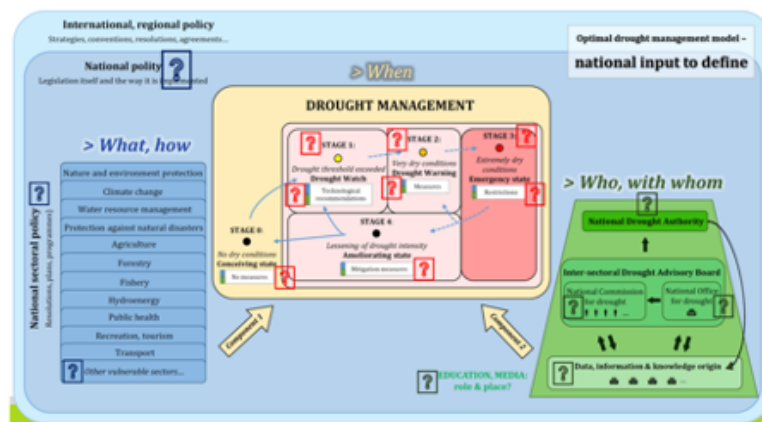 International, regional policy
Strategies, conventions, resolutions, agreements...
Optimal drought management model –
national input to define
National polity ?
Legislation itself and the way it is implemented
> When
DROUGHT MANAGEMENT
> What, how
National sectoral policy ?
Resolutions, plans, programmes)
Nature and environment protection
Climate change
Water resource management
Protection against natural disasters
Agriculture
Forestry
Fishery
Hydroenergy
Public health
Recreation, tourism
Transport
? Other vulnerable sectors...
STAGE 0:
No dry conditions
Conceiving state
No measures ?
? STAGE 1:
Drought threshold exceeded
Drought Watch
? Technological
recommendations
? STAGE 2:
Very dry conditions
Drought Warning
? Measures
STAGE 3: ?
Extremely dry
conditions
Emergency state
Restrictions ?
STAGE 4:
Lessening of drought intensity
Ameliorating state
Mitigation measures ?
Component 1
Component 2
> Who, with whom
?
National Drought Authority
Inter-sectoral Drought Advisory Board
National Commission
for drought
?
...
National Office
for drought
?
? Data, information & knowledge origin
...
? EDUCATION, MEDIA:
role & place?